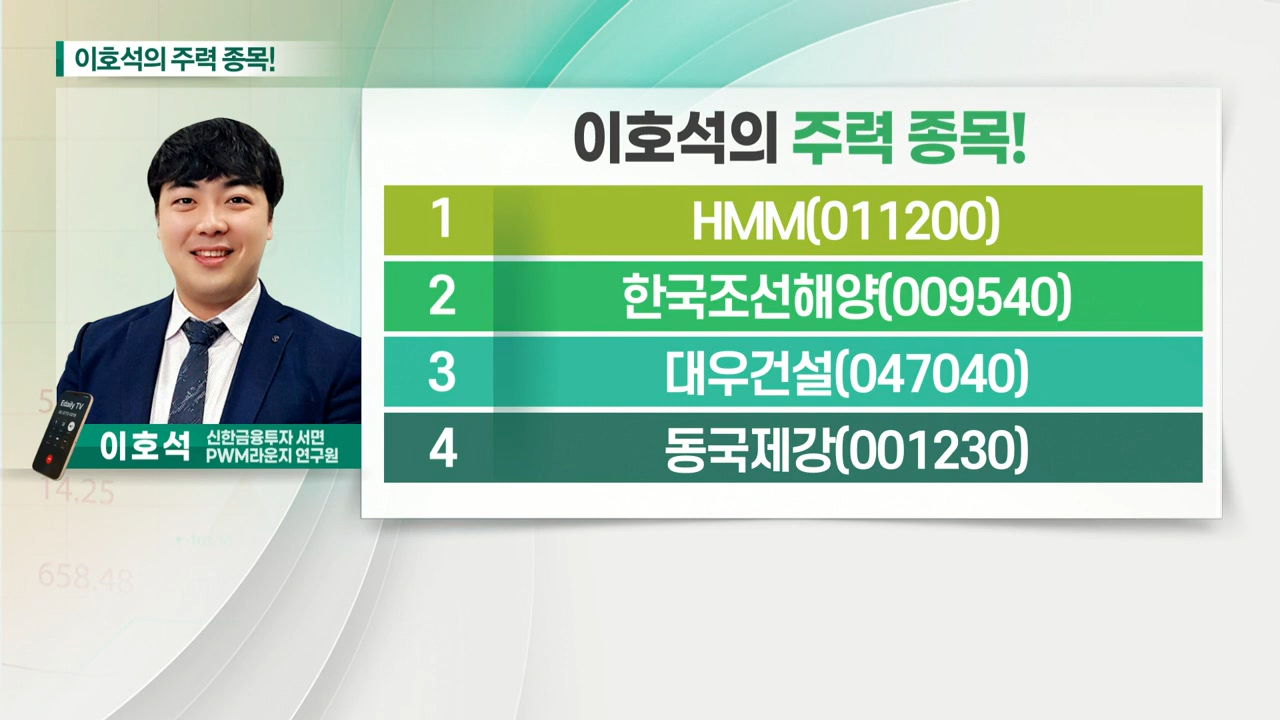 이호석의 주력 종목!
이호석의 주력 종목!
1 HMM(011200)
2 한국조선해양(009540)
3 대우건설(047040)
4 동국제강(001230)
Edaily TV
이호석 신한금융투자 서면
PWM라운지 연구원
14.25
658.48